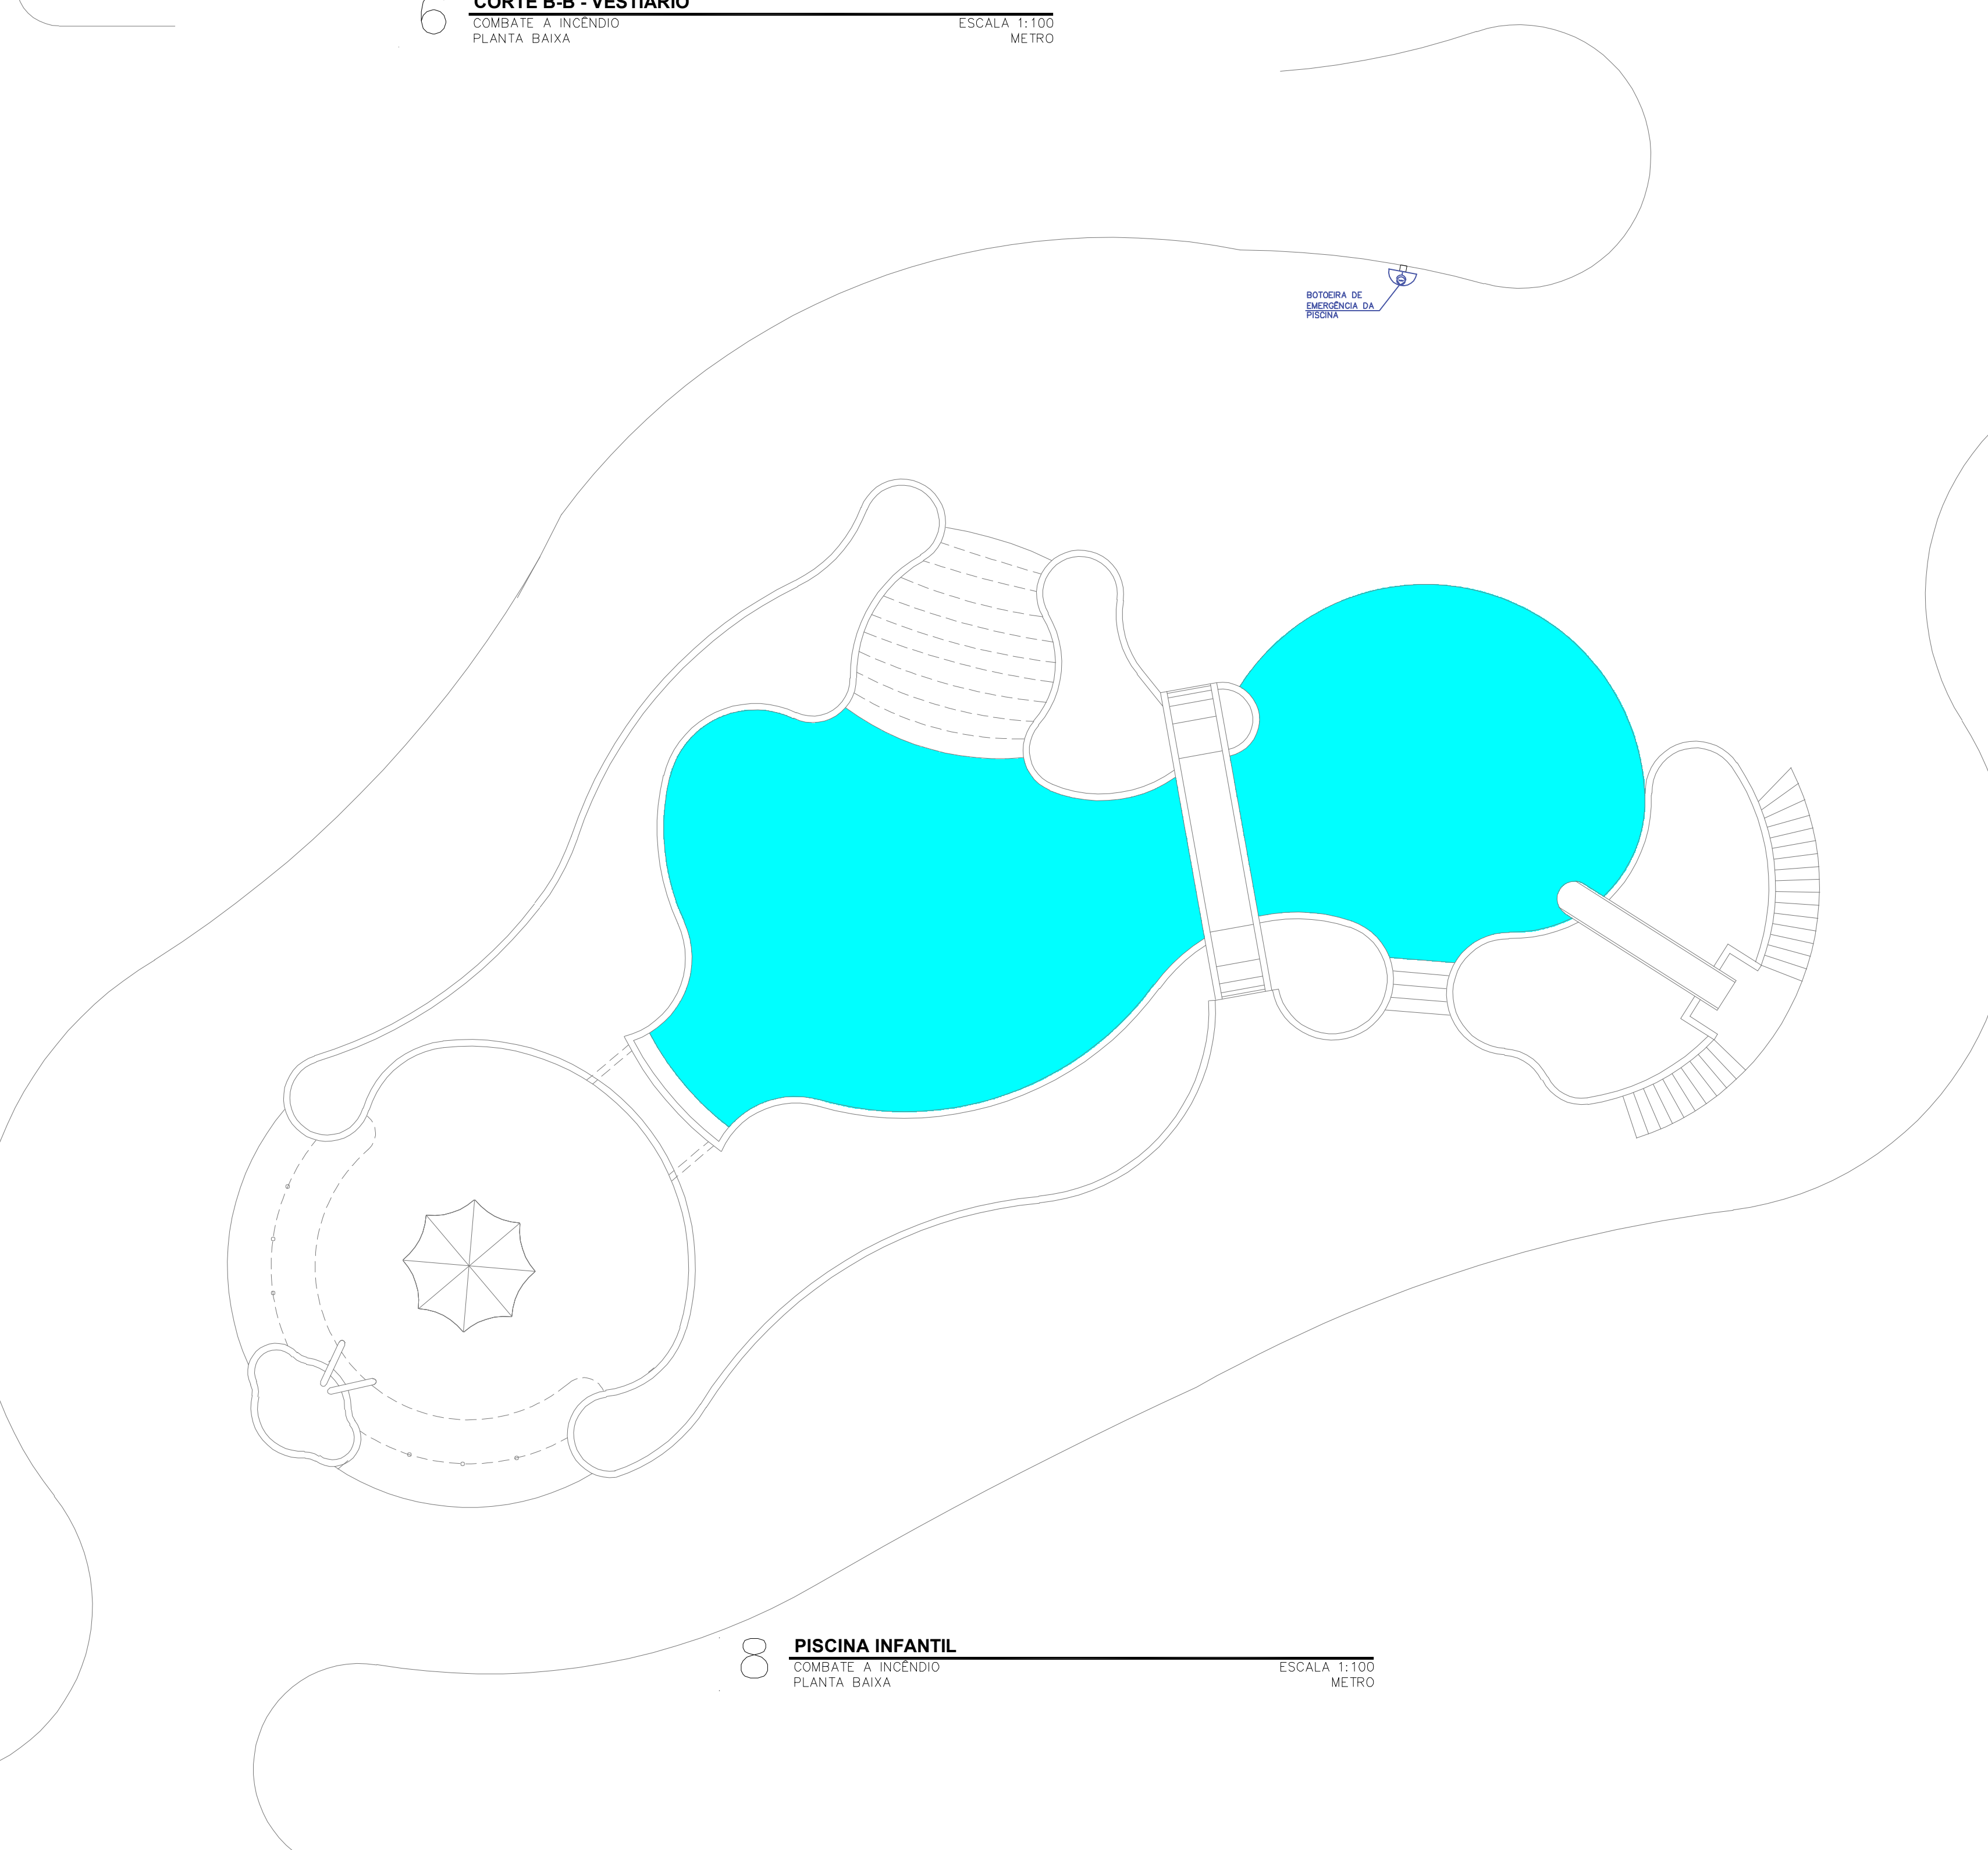 6
CORTE B-B - VESTIÁRIO
COMBATE A INCÊNDIO
ESCALA 1:100
PLANTA BAIXA
METRO
BOTOEIRA DE
EMERGÊNCIA DA
PISCINA
8
PISCINA INFANTIL
COMBATE A INCÊNDIO
ESCALA 1:100
PLANTA BAIXA
METRO